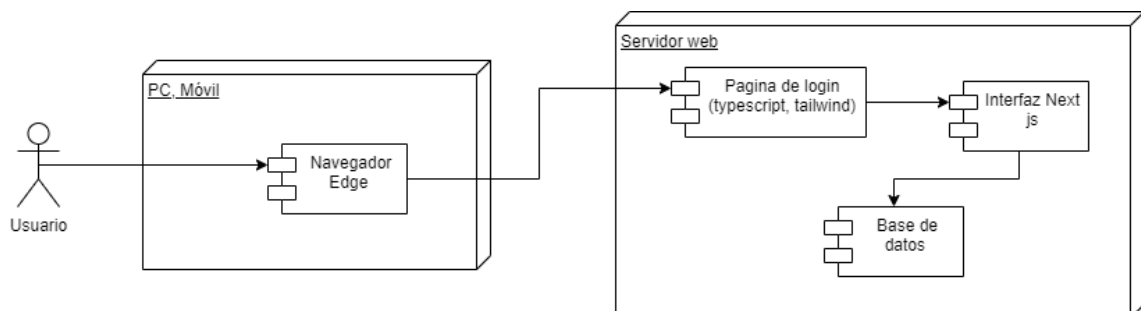 Servidor web
PC, Móvil
Pagina de login
(typescript, tailwind)
Interfaz Next
js
Navegador
Edge
Usuario
Base de
datos